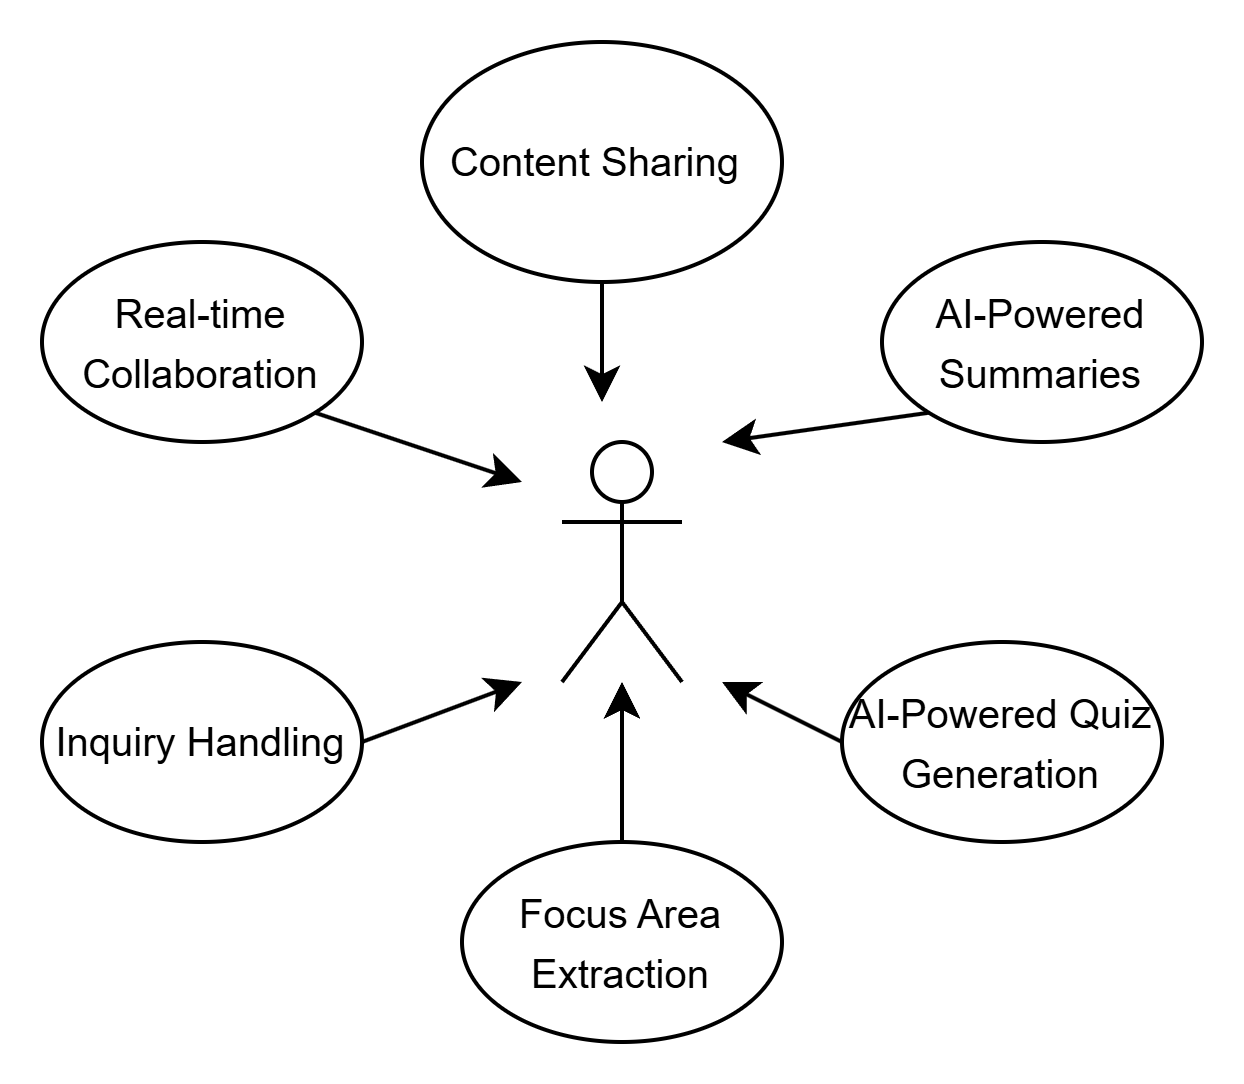 Content Sharing
Real-time
Collaboration
AI-Powered
Summaries
Inquiry Handling
AI-Powered Quiz
Generation
Focus Area
Extraction